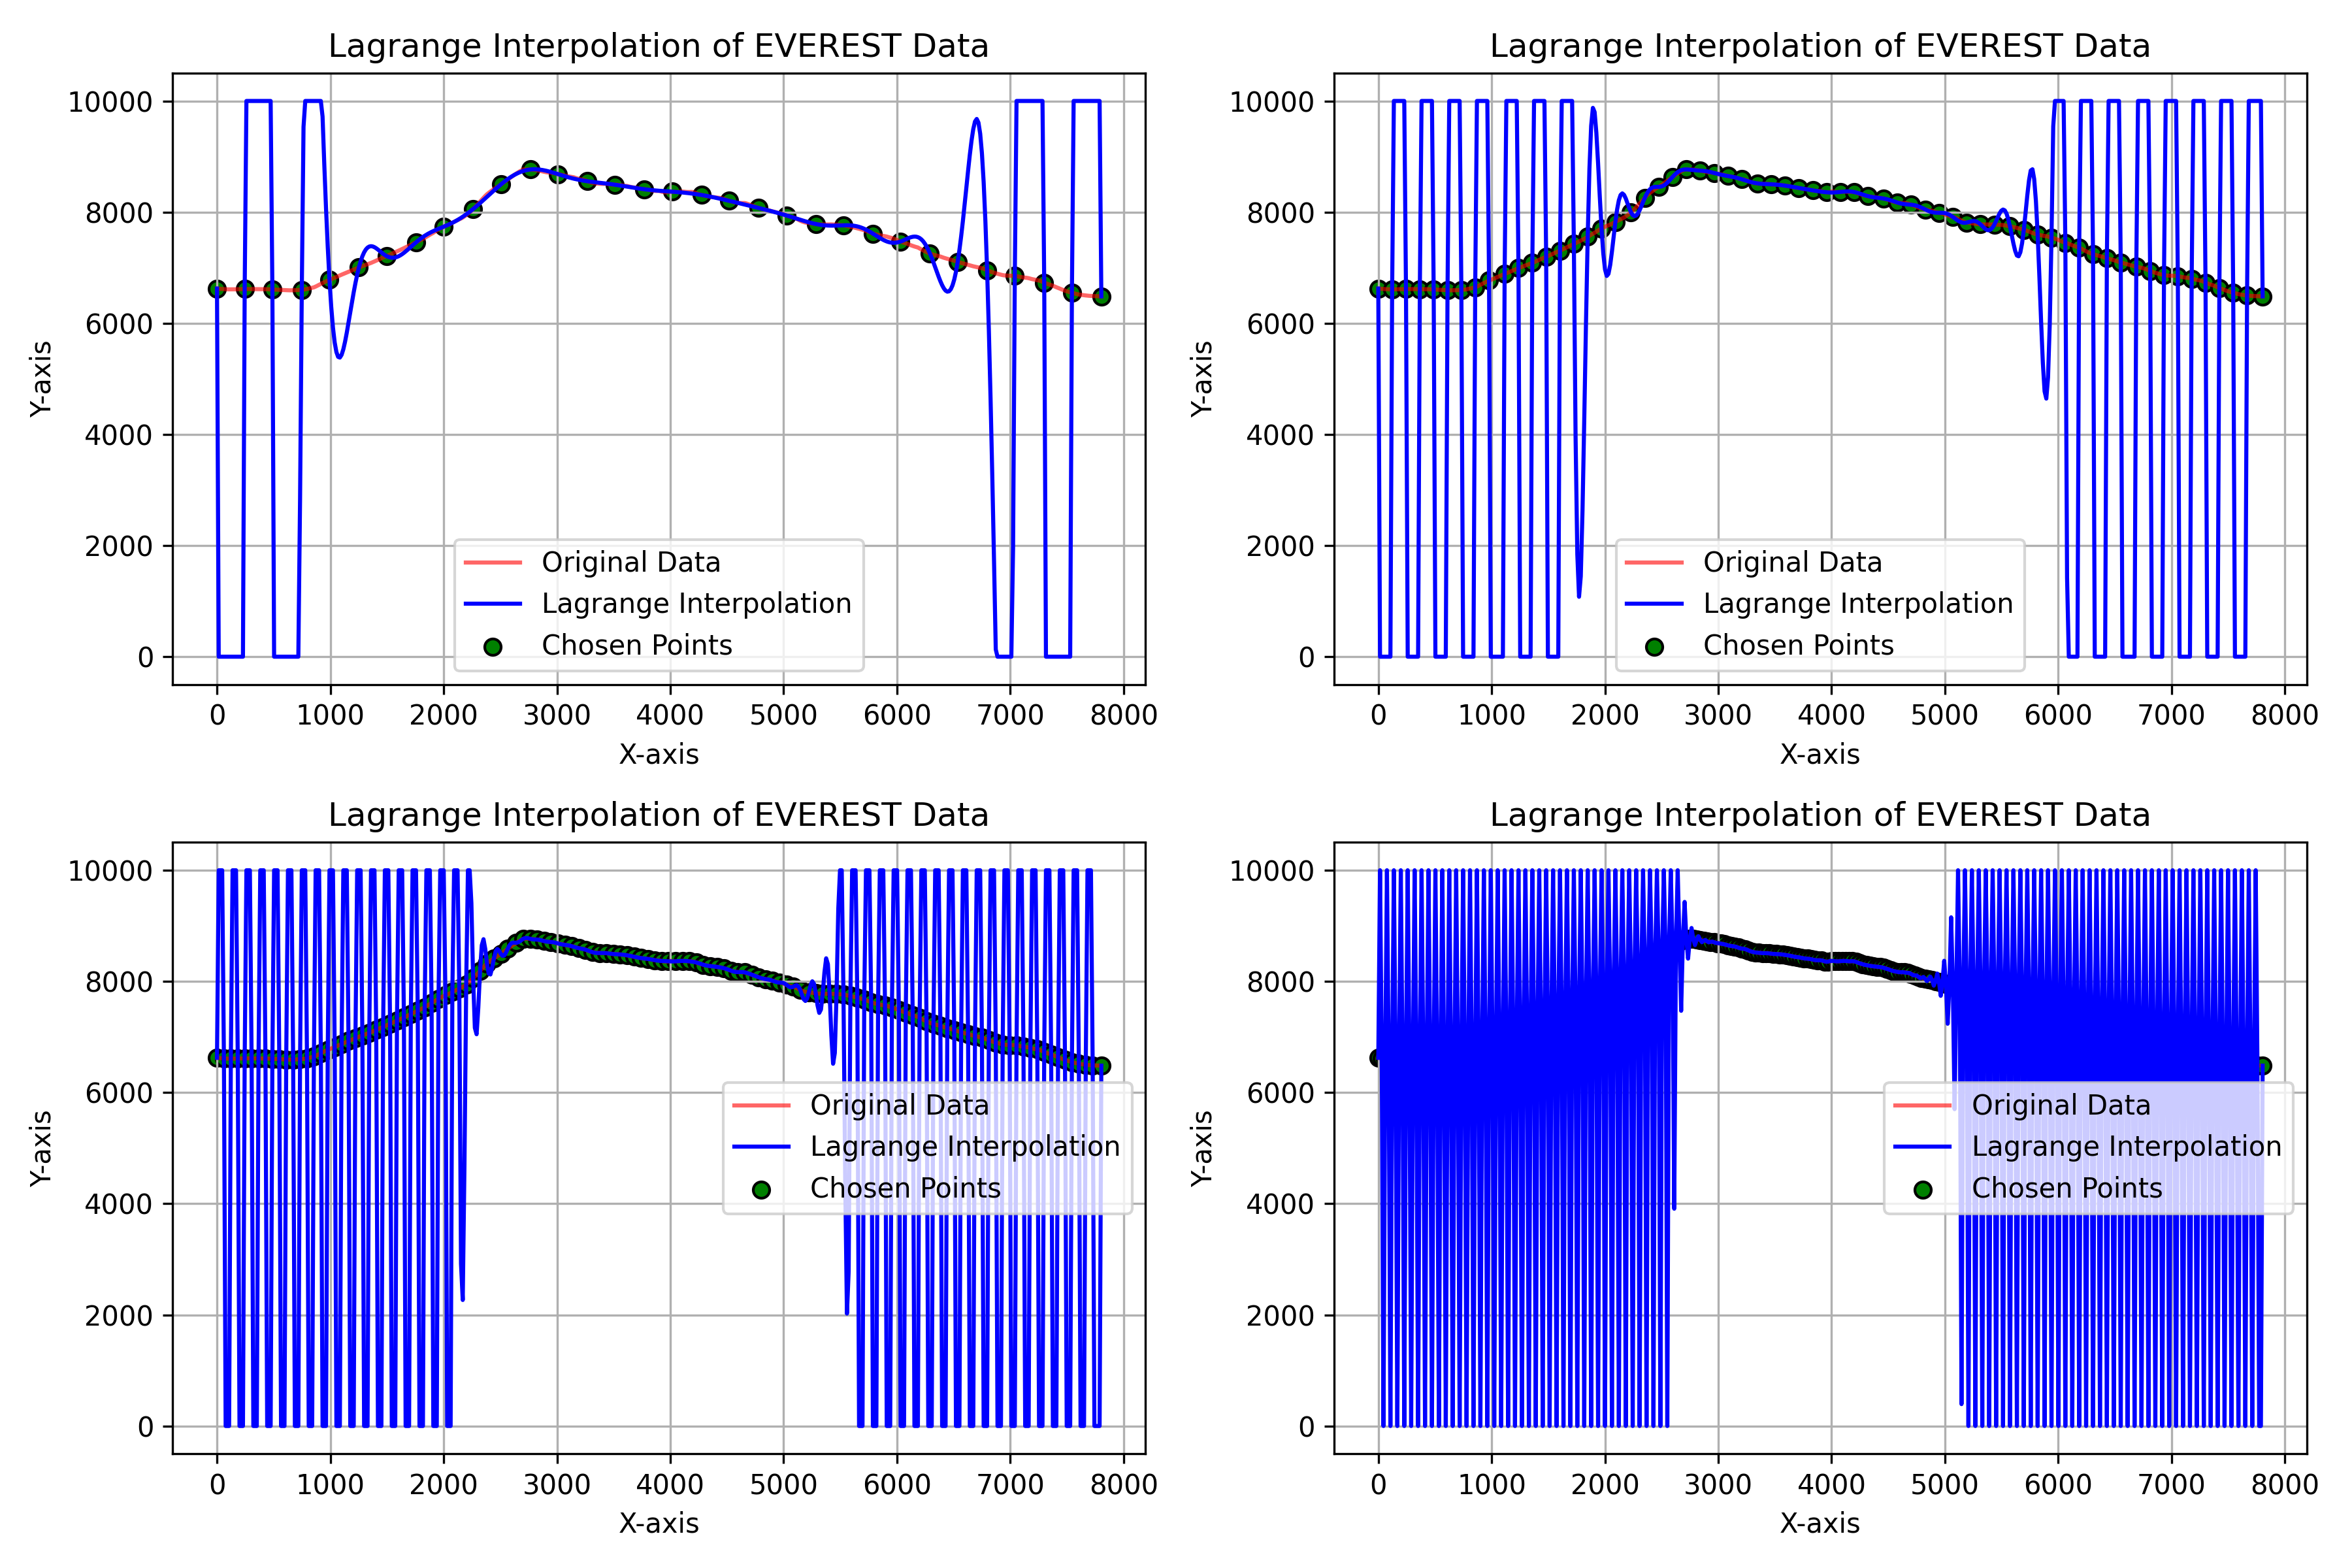 Lagrange Interpolation of EVEREST Data
10000
8000
6000
4000
2000
0
Y-axis
Original Data
Lagrange Interpolation
Chosen Points
0 1000 2000 3000 4000 5000 6000 7000 8000
X-axis
Lagrange Interpolation of EVEREST Data
10000
8000
6000
4000
2000
0
Y-axis
Original Data
Lagrange Interpolation
Chosen Points
0 1000 2000 3000 4000 5000 6000 7000 8000
X-axis
Lagrange Interpolation of EVEREST Data
10000
8000
6000
4000
2000
0
Y-axis
Original Data
Lagrange Interpolation
Chosen Points
0 1000 2000 3000 4000 5000 6000 7000 8000
X-axis
Lagrange Interpolation of EVEREST Data
10000
8000
6000
4000
2000
0
Y-axis
Original Data
Lagrange Interpolation
Chosen Points
0 1000 2000 3000 4000 5000 6000 7000 8000
X-axis